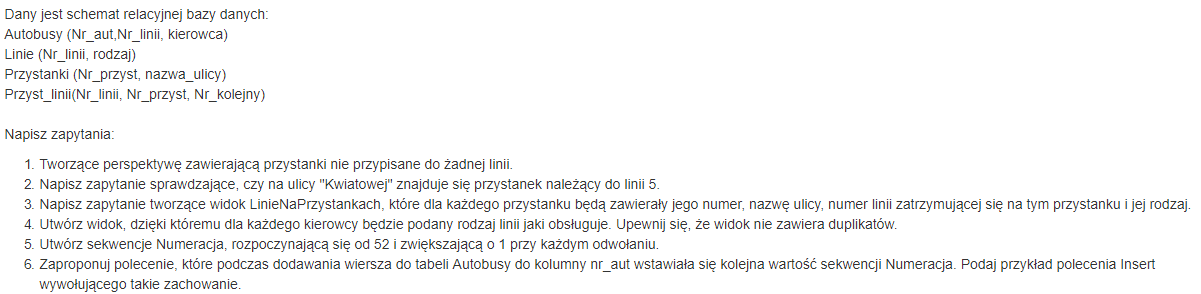 Dany jest schemat relacyjnej bazy danych:
Autobusy (Nr_aut,Nr_linii, kierowca)
Linie (Nr_linii, rodzaj)
Przystanki (Nr_przyst, nazwa_ulicy)
Przyst_linii(Nr_linii, Nr_przyst, Nr_kolejny)
Napisz zapytania:
1. Tworzące perspektywę zawierającą przystanki nie przypisane do żadnej linii.
2. Napisz zapytanie sprawdzające, czy na ulicy "Kwiatowej" znajduje się przystanek należący do linii 5.
3. Napisz zapytanie tworzące widok LinieNaPrzystankach, które dla każdego przystanku będą zawierały jego numer, nazwę ulicy, numer linii zatrzymującej się na tym przystanku i jej rodzaj.
4. Utwórz widok, dzięki któremu dla każdego kierowcy będzie podany rodzaj linii jaki obsługuje. Upewnij się, że widok nie zawiera duplikatów.
5. Utwórz sekwencje Numeracja, rozpoczynającą się od 52 i zwiększającą o 1 przy każdym odwołaniu.
6. Zaproponuj polecenie, które podczas dodawania wiersza do tabeli Autobusy do kolumny nr_aut wstawiała się kolejna wartość sekwencji Numeracja. Podaj przykład polecenia Insert
wywołującego takie zachowanie.